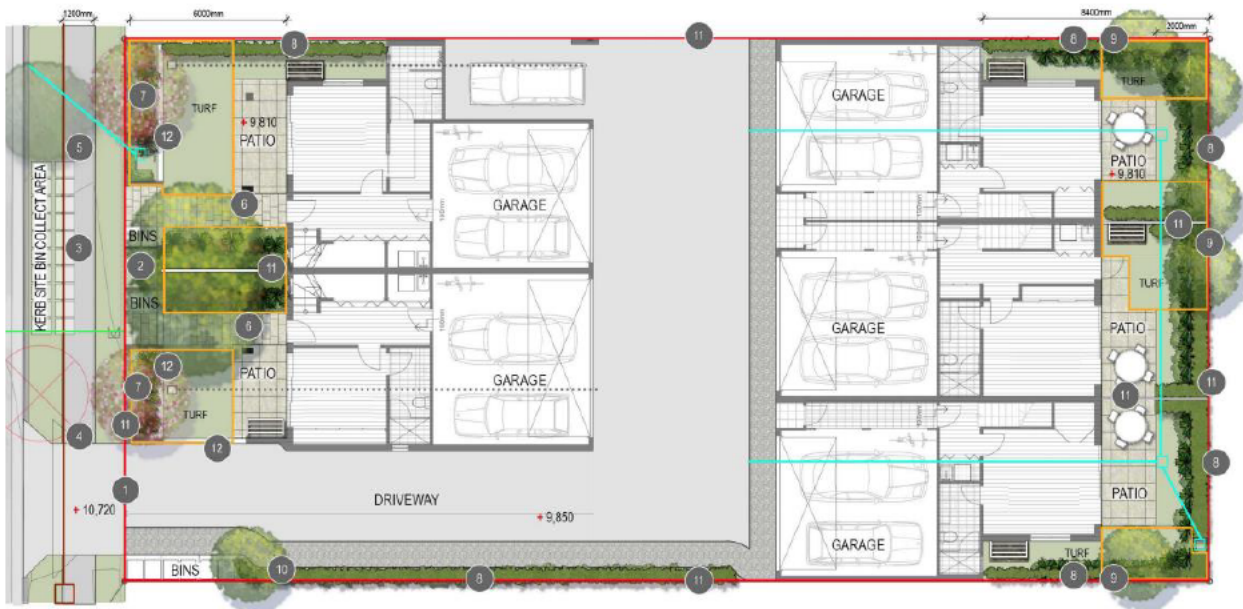 1200mm
6000mm
8400mm
2000mm
8
11
8
9
7
TURF
GARAGE
TURF
12
+ 9,810
PATIO
5
8
PATIO
+ 9,810
6
GARAGE
3
KERB SITE BIN COLLECT AREA
BINS
11
2
11
9
TURF
BINS
6
PATIO
GARAGE
12
PATIO
7
TURF
GARAGE
11
11
11
4
12
8
1
DRIVEWAY
PATIO
+ 10,720
+ 9,850
GARAGE
BINS
10
8
11
TURF
8
9